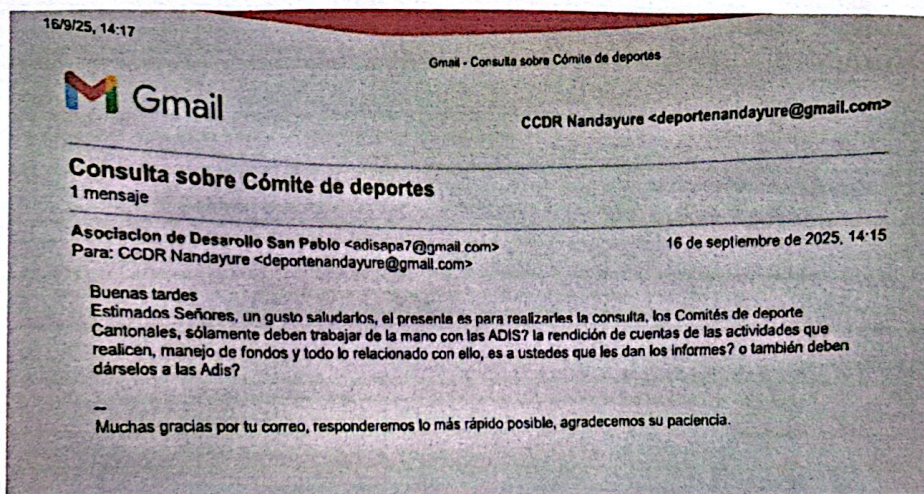 16/9/25, 14:17
Gmail - Consulta sobre Cómite de deportes
Gmail
CCDR Nandayure <deportenandayure@gmail.com>
Consulta sobre Cómite de deportes
1 mensaje
Asociacion de Desarollo San Pablo <adisapa7@gmail.com>
16 de septiembre de 2025, 14:15
Para: CCDR Nandayure <deportenandayure@gmail.com>
Buenas tardes
Estimados Señores, un gusto saludarlos, el presente es para realizarles la consulta, los Comités de deporte
Cantonales, sólamente deben trabajar de la mano con las ADIS? la rendición de cuentas de las actividades que
realicen, manejo de fondos y todo lo relacionado con ello, es a ustedes que les dan los informes? o también deben
dárselos a las Adis?
--
Muchas gracias por tu correo, responderemos lo más rápido posible, agradecemos su paciencia.